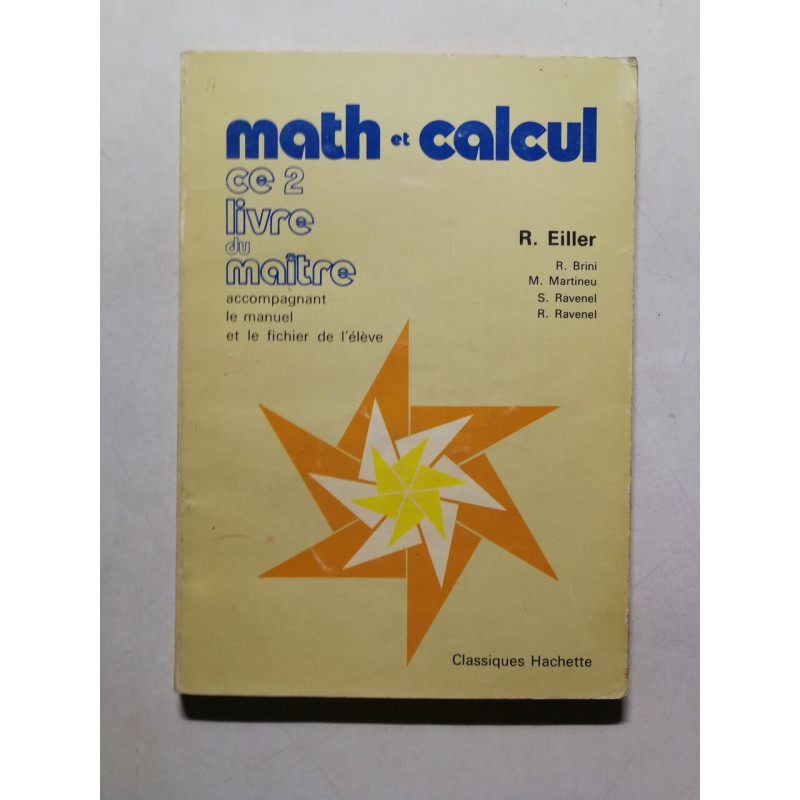 math et calcul
ce 2
livre
du
maître
accompagnant
le manuel
et le fichier de l'élève
R. Eiller
R. Brini
M. Martineu
S. Ravenel
R. Ravenel
Classiques Hachette